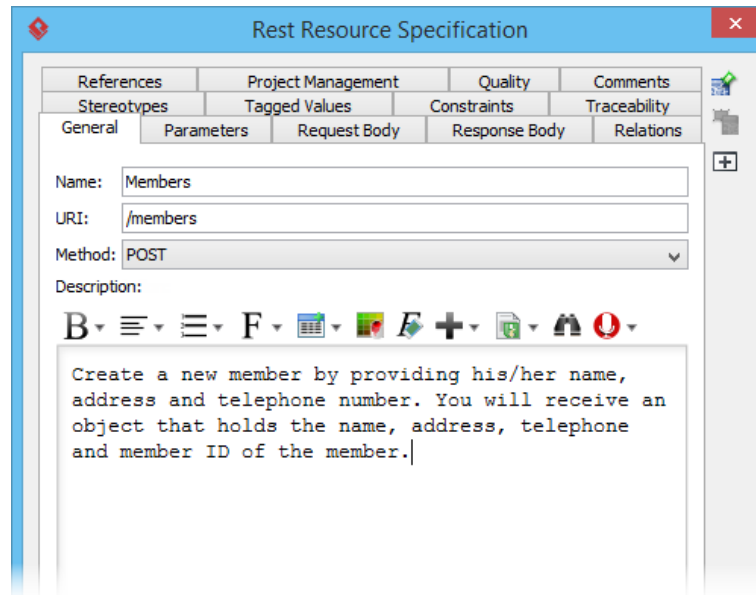 Rest Resource Specification
References Project Management Quality Comments
Stereotypes Tagged Values Constraints Traceability
General Parameters Request Body Response Body Relations
Name: Members
URI: /members
Method: POST
Description:
B F F
Create a new member by providing his/her name,
address and telephone number. You will receive an
object that holds the name, address, telephone
and member ID of the member.